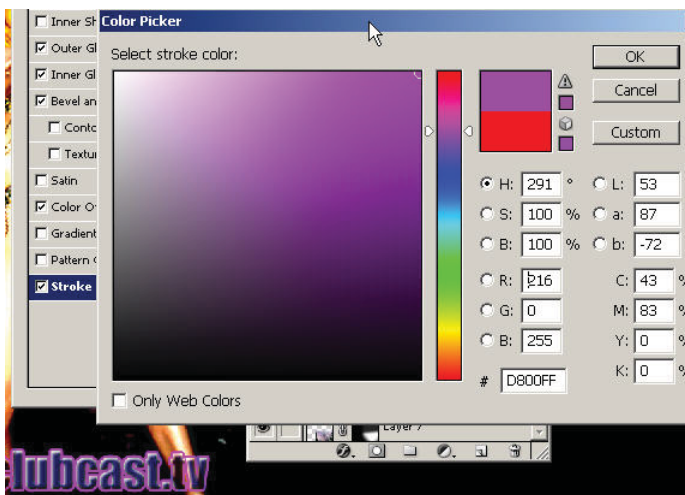 Color Picker
Select stroke color:
OK
Cancel
Custom
H: 291 °
S: 100 %
B: 100 %
R: 216
G: 0
B: 255
# D800FF
L: 53
a: 87
b: -72
C: 43 %
M: 83 %
Y: 0 %
K: 0 %
Only Web Colors
Inner Sh
Outer Gl
Inner Gl
Bevel an
Conto
Textur
Satin
Color O
Gradient
Pattern
Stroke
Layer 7
lubcast.tv